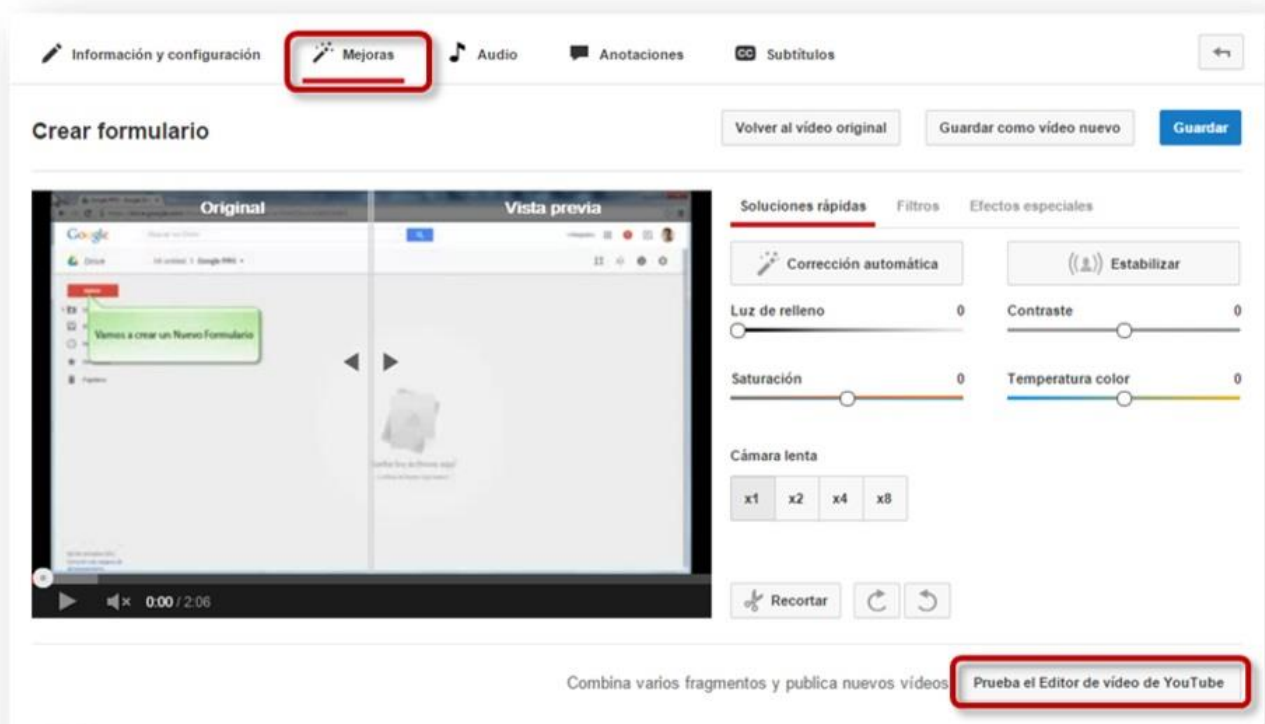 Información y configuración
Mejoras
Audio
Anotaciones
CC Subtítulos
Crear formulario
Volver al vídeo original
Guardar como vídeo nuevo
Guardar
Original
Vista previa
Google
Drive
Vamos a crear un Nuevo Formulario
Soluciones rápidas
Filtros
Efectos especiales
Corrección automática
Estabilizar
Luz de relleno 0
Contraste 0
Saturación 0
Temperatura color 0
Cámara lenta
x1 x2 x4 x8
0:00 / 2:06
Recortar
Combina varios fragmentos y publica nuevos vídeos
Prueba el Editor de vídeo de YouTube